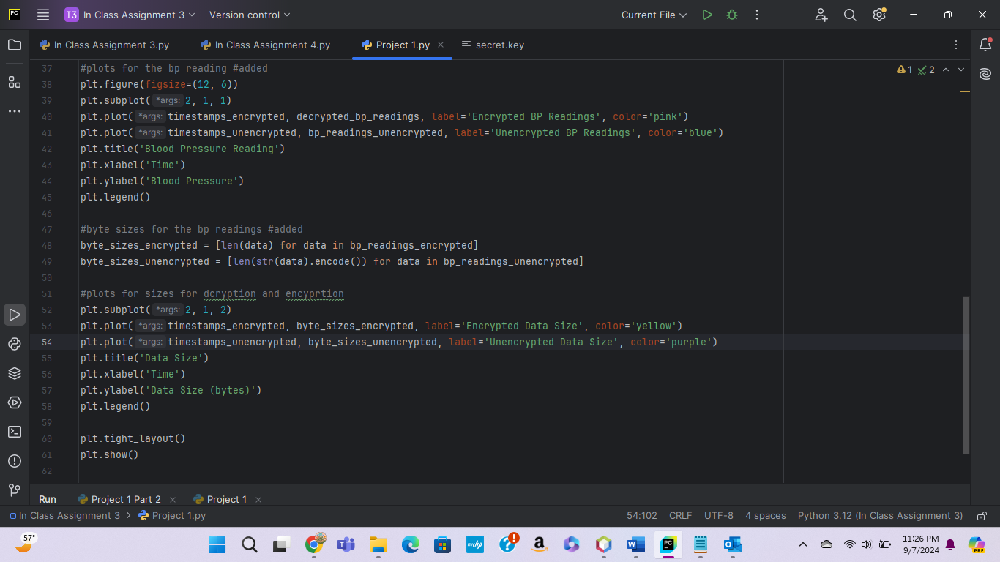 PC
I3 In Class Assignment 3 Version control Current File
In Class Assignment 3.py In Class Assignment 4.py Project 1.py secret.key
1 2
37 #plots for the bp reading #added
38 plt.figure(figsize=(12, 6))
39 plt.subplot( *args: 2, 1, 1)
40 plt.plot( *args: timestamps_encrypted, decrypted_bp_readings, label='Encrypted BP Readings', color='pink')
41 plt.plot( *args: timestamps_unencrypted, bp_readings_unencrypted, label='Unencrypted BP Readings', color='blue')
42 plt.title('Blood Pressure Reading')
43 plt.xlabel('Time')
44 plt.ylabel('Blood Pressure')
45 plt.legend()
46
47 #byte sizes for the bp readings #added
48 byte_sizes_encrypted = [len(data) for data in bp_readings_encrypted]
49 byte_sizes_unencrypted = [len(str(data).encode()) for data in bp_readings_unencrypted]
50
51 #plots for sizes for dcryption and encyprtion
52 plt.subplot( *args: 2, 1, 2)
53 plt.plot( *args: timestamps_encrypted, byte_sizes_encrypted, label='Encrypted Data Size', color='yellow')
54 plt.plot( *args: timestamps_unencrypted, byte_sizes_unencrypted, label='Unencrypted Data Size', color='purple')
55 plt.title('Data Size')
56 plt.xlabel('Time')
57 plt.ylabel('Data Size (bytes)')
58 plt.legend()
59
60 plt.tight_layout()
61 plt.show()
62
Run Project 1 Part 2 Project 1
In Class Assignment 3 Project 1.py 54:102 CRLF UTF-8 4 spaces Python 3.12 (In Class Assignment 3)
57° myhp ? ! a W PC 11:26 PM PRE
9/7/2024